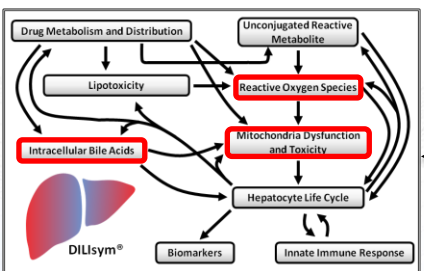 Drug Metabolism and Distribution
Unconjugated Reactive
Metabolite
Lipotoxicity
Reactive Oxygen Species
Mitochondria Dysfunction
and Toxicity
Intracellular Bile Acids
Hepatocyte Life Cycle
DILIsym®
Biomarkers
Innate Immune Response